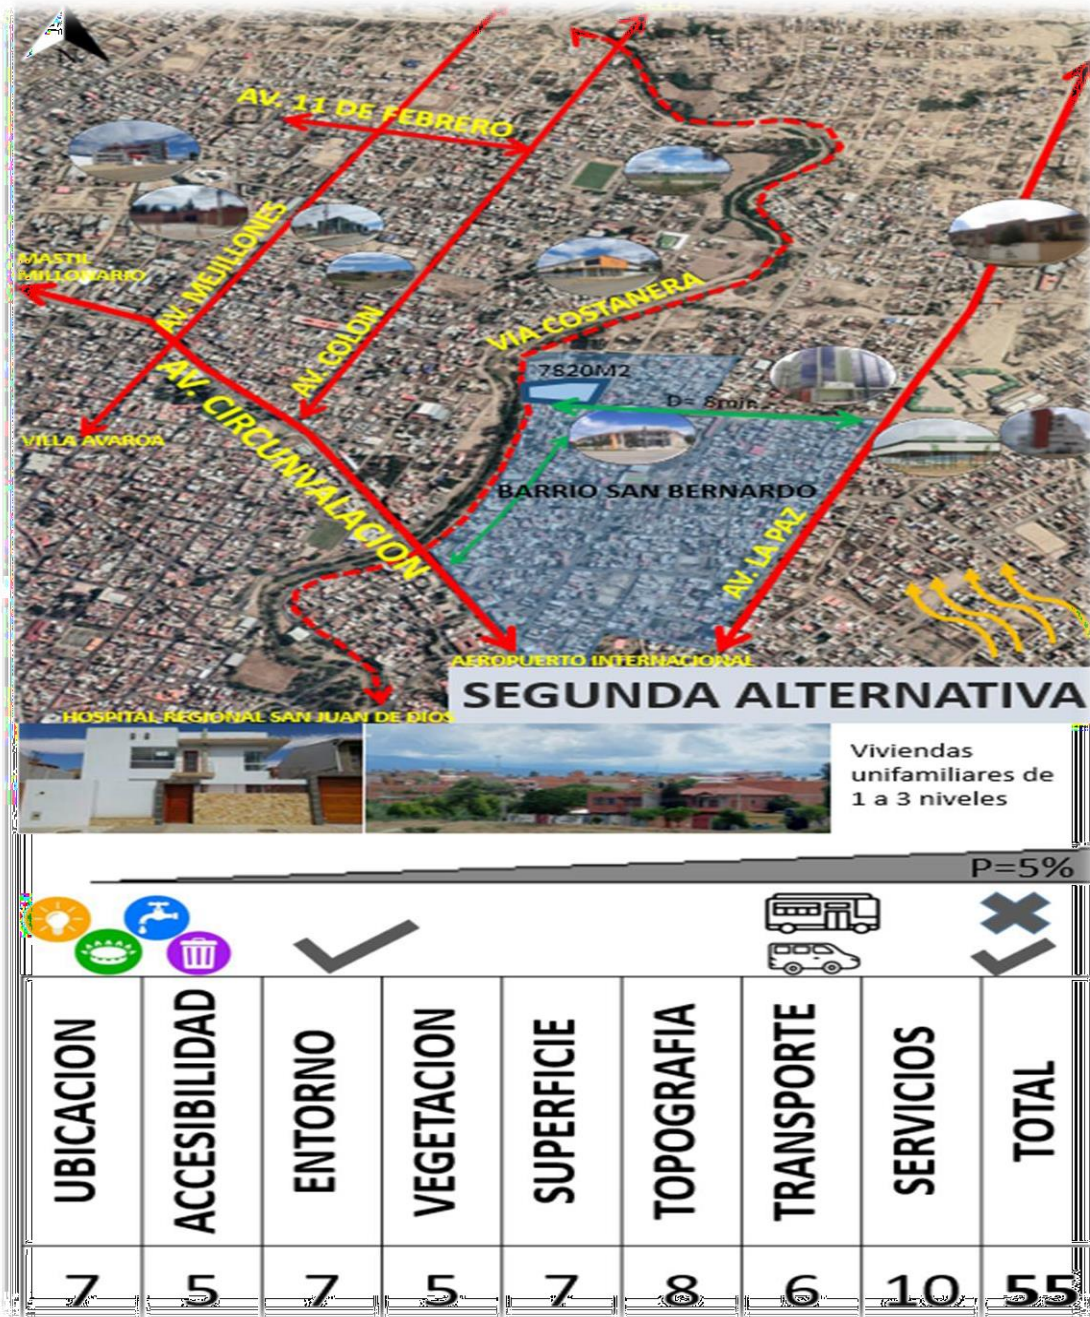 N
AV. 11 DE FEBRERO
AV. MEJILLONES
MASTIL
MILLONARIO
AV. COLON
VIA COSTANERA
AV. CIRCUNVALACION
VILLA AVAROA
7820M2
D= 8min
BARRIO SAN BERNARDO
AV. LA PAZ
AEROPUERTO INTERNACIONAL
SEGUNDA ALTERNATIVA
HOSPITAL REGIONAL SAN JUAN DE DIOS
Viviendas
unifamiliares de
1 a 3 niveles
P=5%
UBICACION
ACCESIBILIDAD
ENTORNO
VEGETACION
SUPERFICIE
TOPOGRAFIA
TRANSPORTE
SERVICIOS
TOTAL
7 5 7 5 7 8 6 10 55